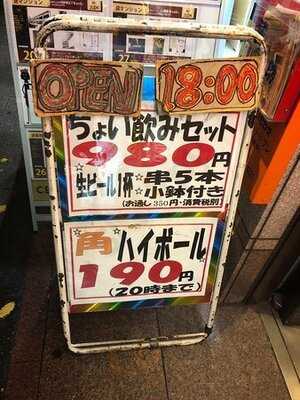 OPEN 18:00
ちょい飲みセット
980円
☆生ビール1杯☆串5本
☆小鉢付き
(お通し350円・消費税別)
"角"ハイボール
190円
(20時まで)